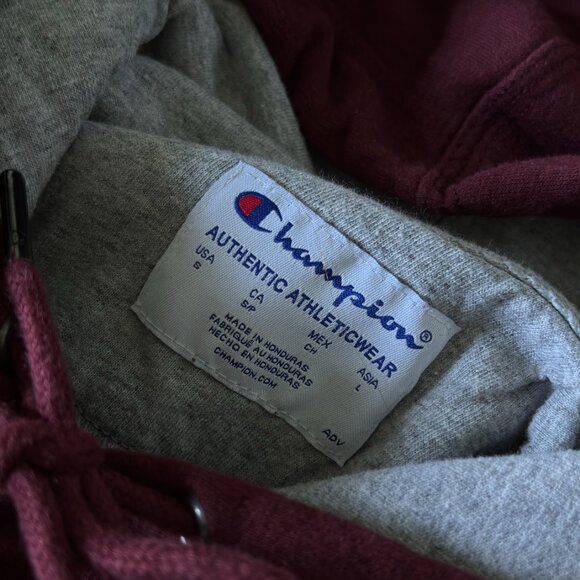 Champion®
AUTHENTIC ATHLETICWEAR
USA CA MEX ASIA
S S/P CH L
MADE IN HONDURAS
FABRIQUÉ AU HONDURAS
HECHO EN HONDURAS
CHAMPION.COM
ADV